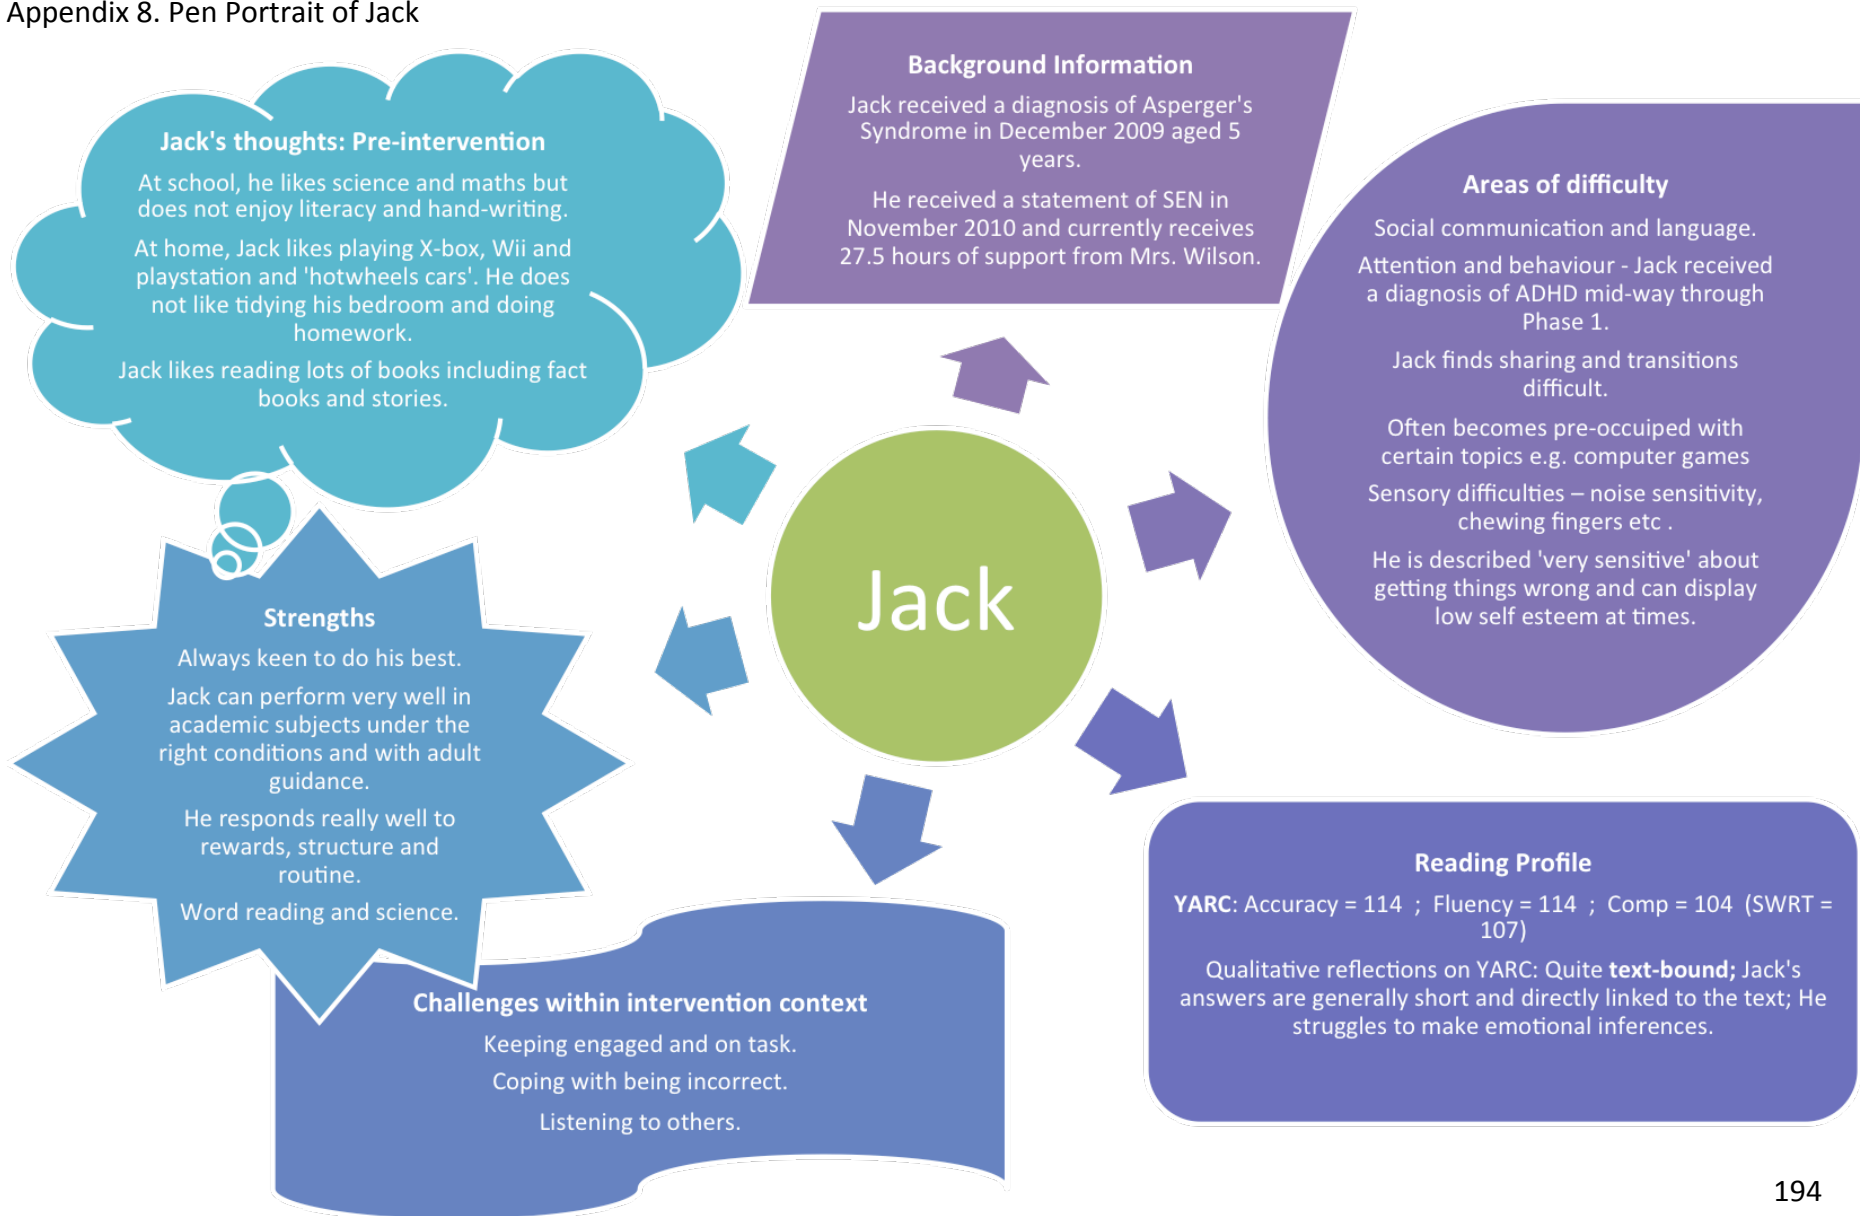 Appendix 8. Pen Portrait of Jack
Jack's thoughts: Pre-intervention
At school, he likes science and maths but
does not enjoy literacy and hand-writing.
At home, Jack likes playing X-box, Wii and
playstation and 'hotwheels cars'. He does
not like tidying his bedroom and doing
homework.
Jack likes reading lots of books including fact
books and stories.
Background Information
Jack received a diagnosis of Asperger's
Syndrome in December 2009 aged 5
years.
He received a statement of SEN in
November 2010 and currently receives
27.5 hours of support from Mrs. Wilson.
Areas of difficulty
Social communication and language.
Attention and behaviour - Jack received
a diagnosis of ADHD mid-way through
Phase 1.
Jack finds sharing and transitions
difficult.
Often becomes pre-occuiped with
certain topics e.g. computer games
Sensory difficulties – noise sensitivity,
chewing fingers etc .
He is described 'very sensitive' about
getting things wrong and can display
low self esteem at times.
Jack
Strengths
Always keen to do his best.
Jack can perform very well in
academic subjects under the
right conditions and with adult
guidance.
He responds really well to
rewards, structure and
routine.
Word reading and science.
Reading Profile
YARC: Accuracy = 114 ; Fluency = 114 ; Comp = 104 (SWRT =
107)
Qualitative reflections on YARC: Quite text-bound; Jack's
answers are generally short and directly linked to the text; He
struggles to make emotional inferences.
Challenges within intervention context
Keeping engaged and on task.
Coping with being incorrect.
Listening to others.
194